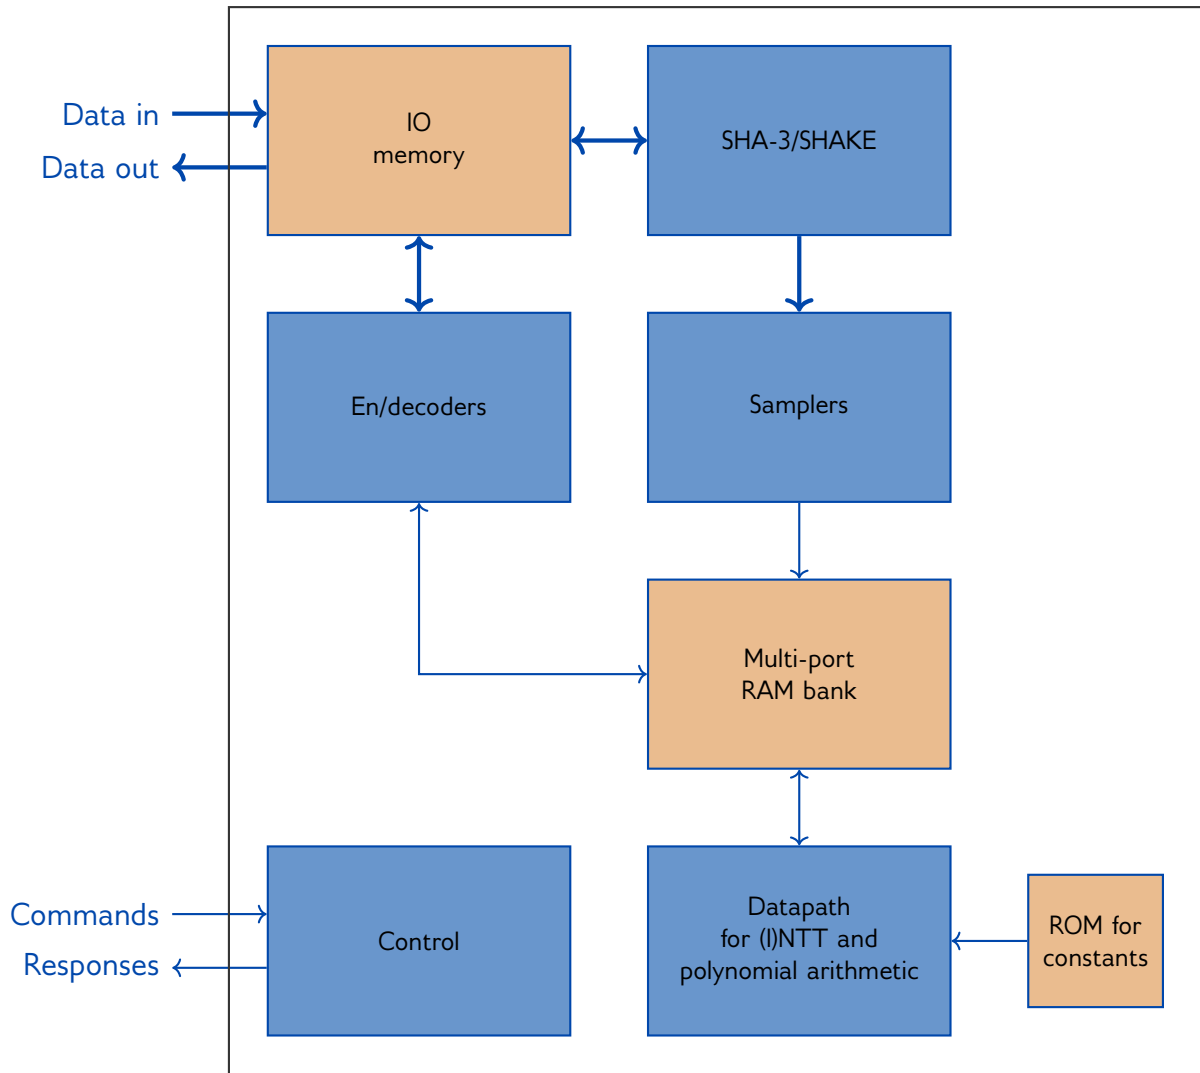 Data in
Data out
IO
memory
SHA-3/SHAKE
En/decoders
Samplers
Multi-port
RAM bank
Commands
Responses
Control
Datapath
for (I)NTT and
polynomial arithmetic
ROM for
constants